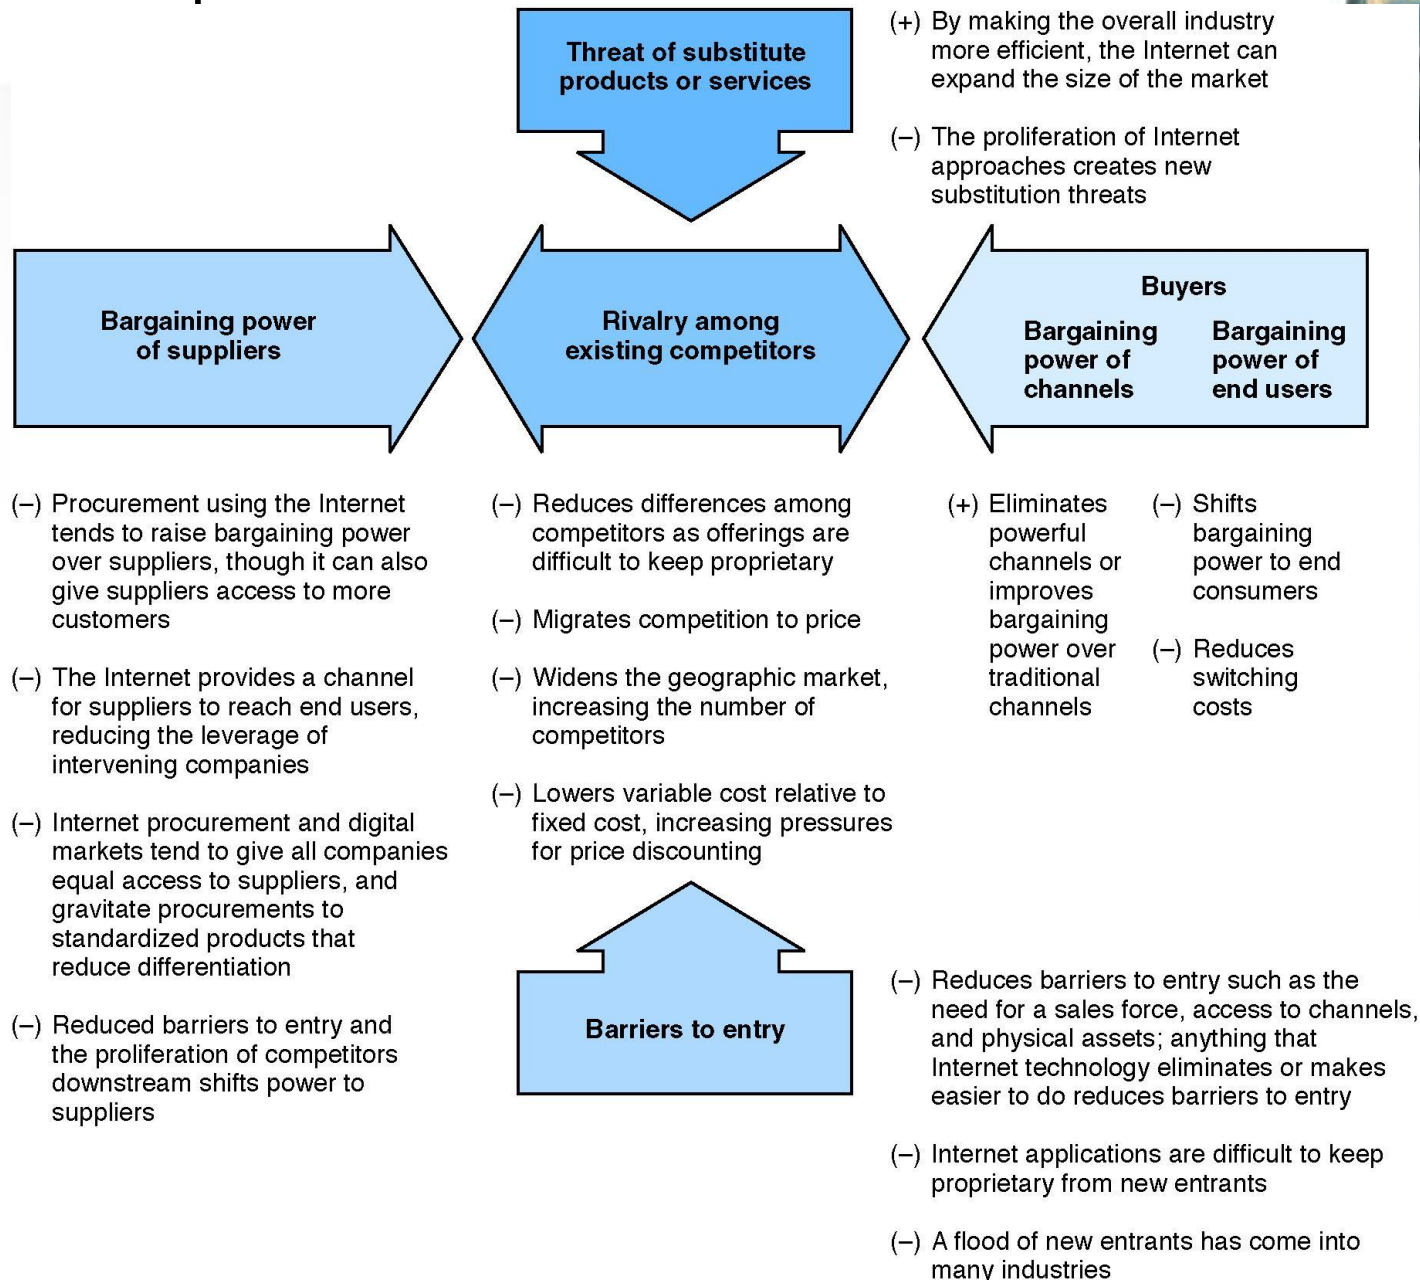 Threat of substitute
products or services
(+) By making the overall industry
more efficient, the Internet can
expand the size of the market
(–) The proliferation of Internet
approaches creates new
substitution threats
Bargaining power
of suppliers
Rivalry among
existing competitors
Buyers
Bargaining
power of
channels
Bargaining
power of
end users
(–) Procurement using the Internet
tends to raise bargaining power
over suppliers, though it can also
give suppliers access to more
customers
(–) The Internet provides a channel
for suppliers to reach end users,
reducing the leverage of
intervening companies
(–) Internet procurement and digital
markets tend to give all companies
equal access to suppliers, and
gravitate procurements to
standardized products that
reduce differentiation
(–) Reduced barriers to entry and
the proliferation of competitors
downstream shifts power to
suppliers
(–) Reduces differences among
competitors as offerings are
difficult to keep proprietary
(–) Migrates competition to price
(–) Widens the geographic market,
increasing the number of
competitors
(–) Lowers variable cost relative to
fixed cost, increasing pressures
for price discounting
(+) Eliminates
powerful
channels or
improves
bargaining
power over
traditional
channels
(–) Shifts
bargaining
power to end
consumers
(–) Reduces
switching
costs
Barriers to entry
(–) Reduces barriers to entry such as the
need for a sales force, access to channels,
and physical assets; anything that
Internet technology eliminates or makes
easier to do reduces barriers to entry
(–) Internet applications are difficult to keep
proprietary from new entrants
(–) A flood of new entrants has come into
many industries